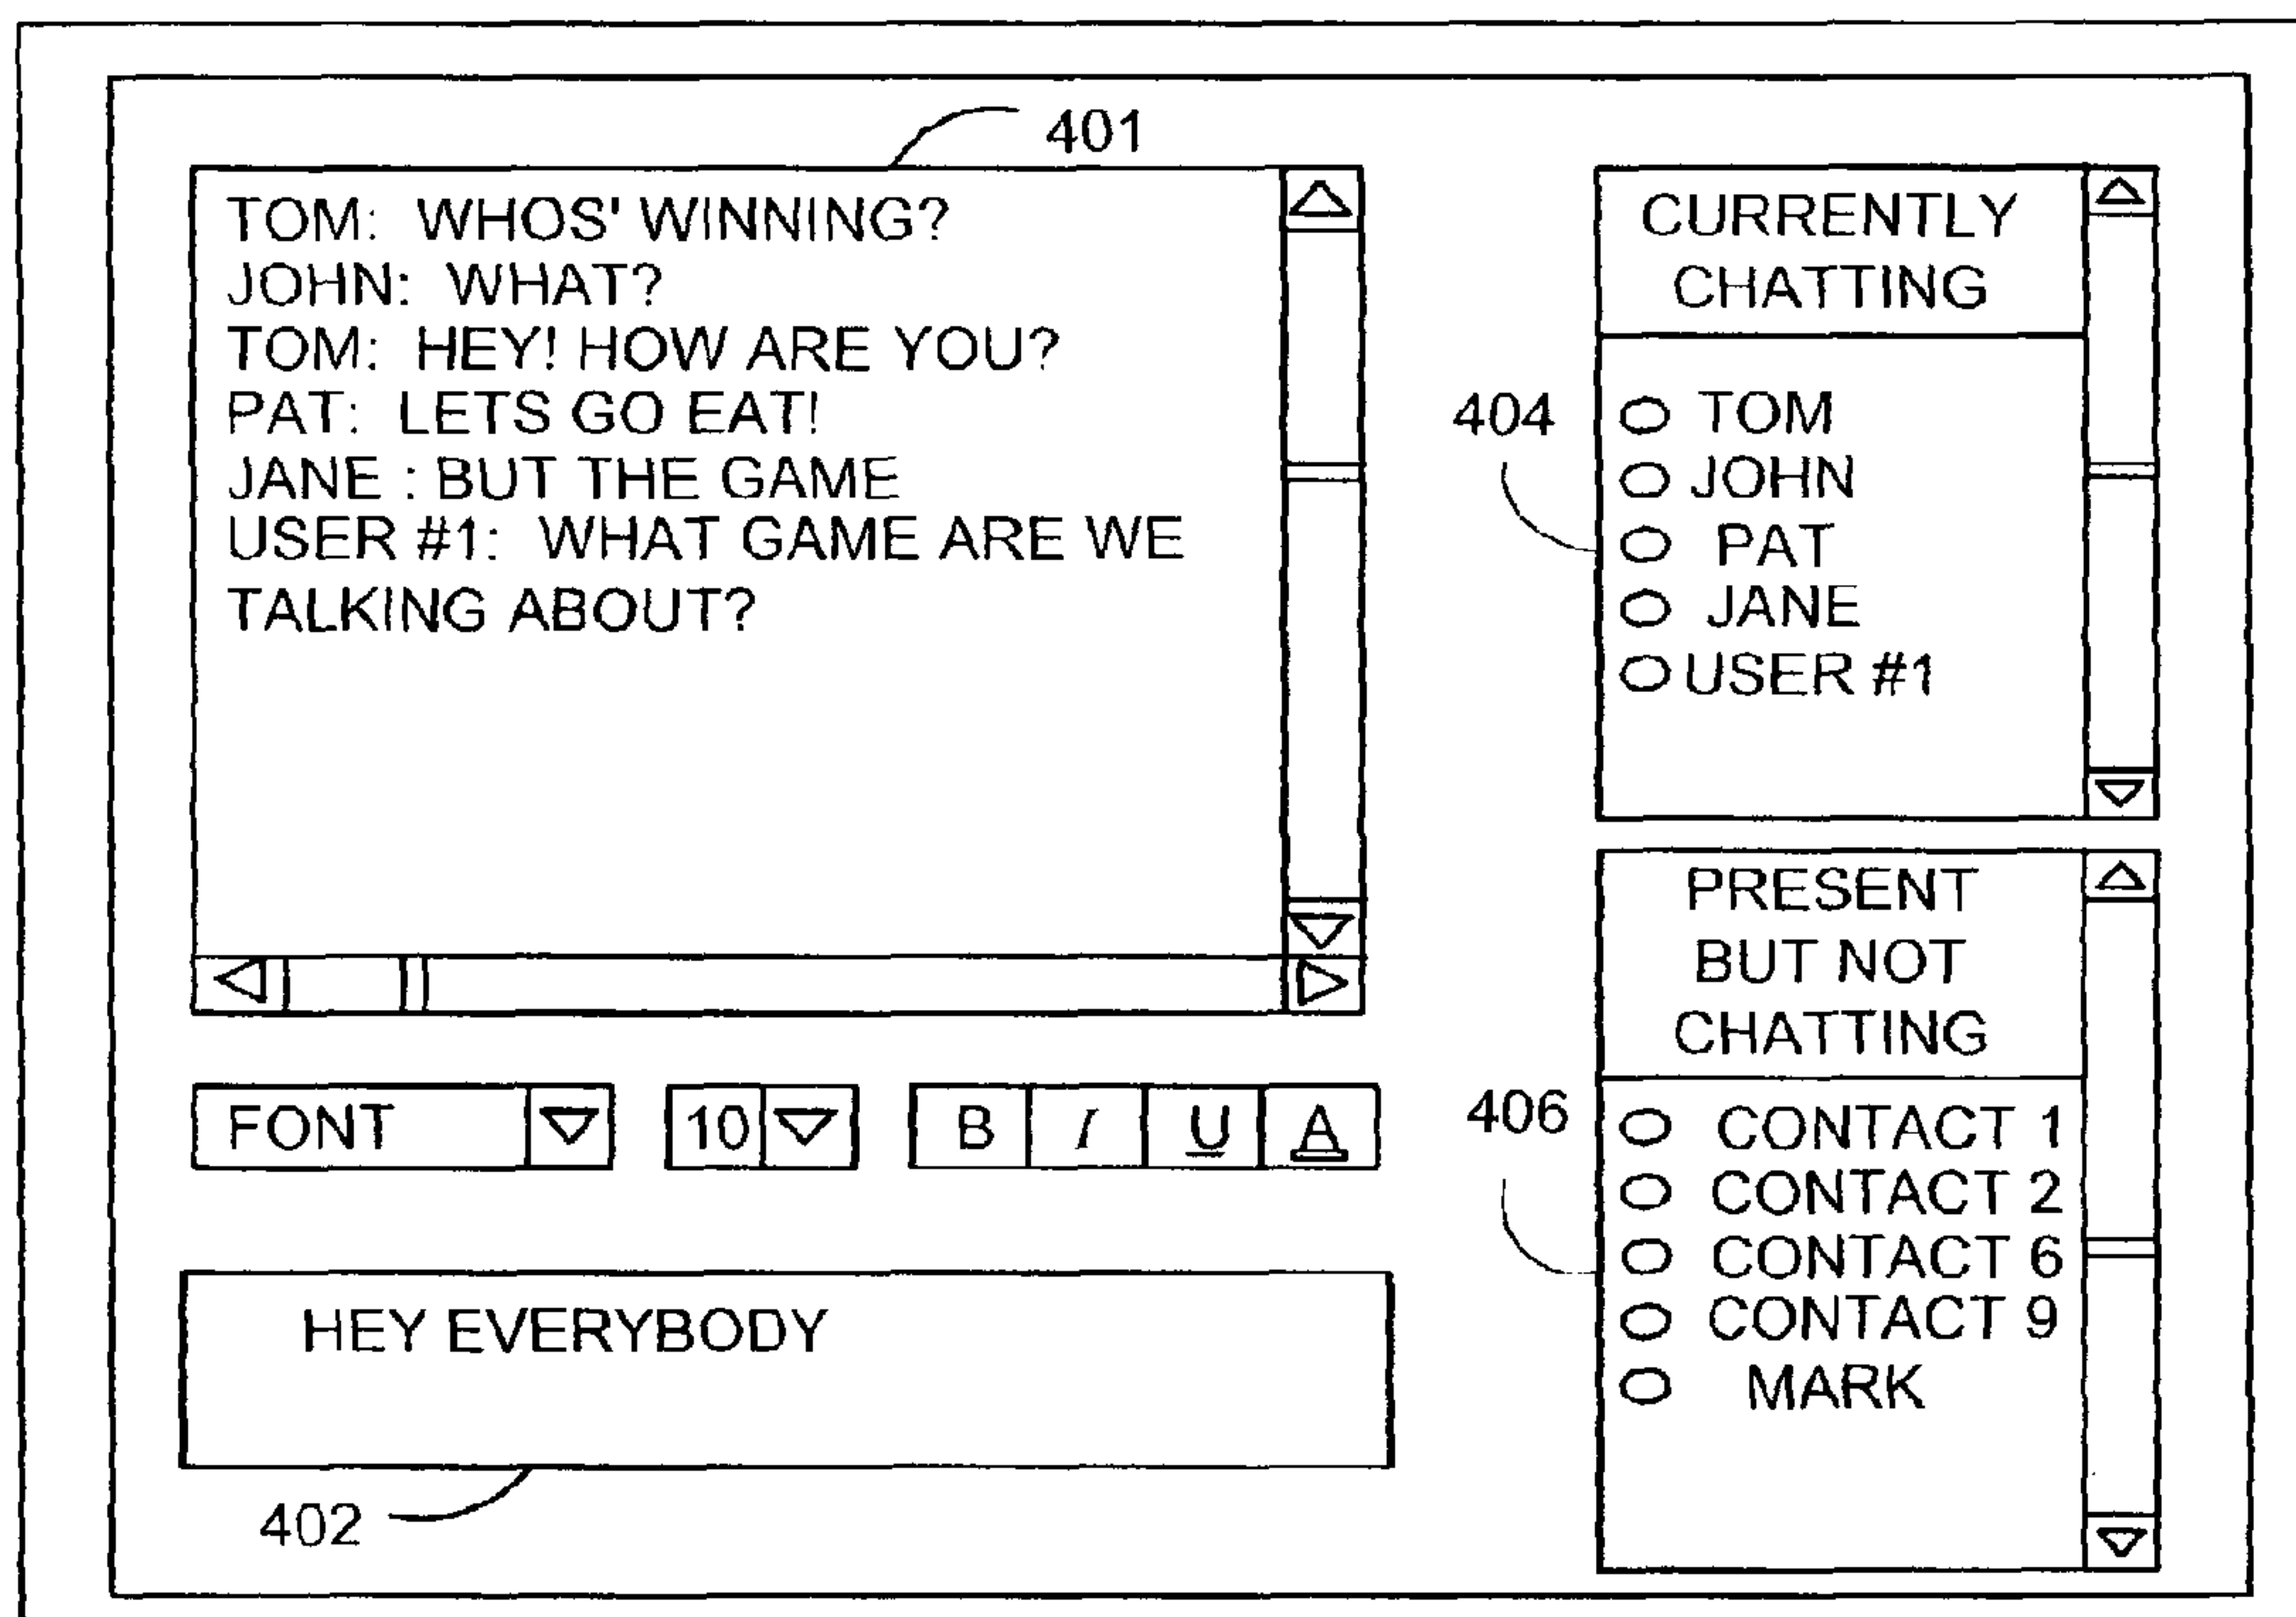 401
TOM: WHOS' WINNING?
JOHN: WHAT?
TOM: HEY! HOW ARE YOU?
PAT: LETS GO EAT!
JANE : BUT THE GAME
USER #1: WHAT GAME ARE WE
TALKING ABOUT?
FONT 10 B I U A
HEY EVERYBODY
402
CURRENTLY
CHATTING
404
TOM
JOHN
PAT
JANE
USER #1
PRESENT
BUT NOT
CHATTING
406
CONTACT 1
CONTACT 2
CONTACT 6
CONTACT 9
MARK